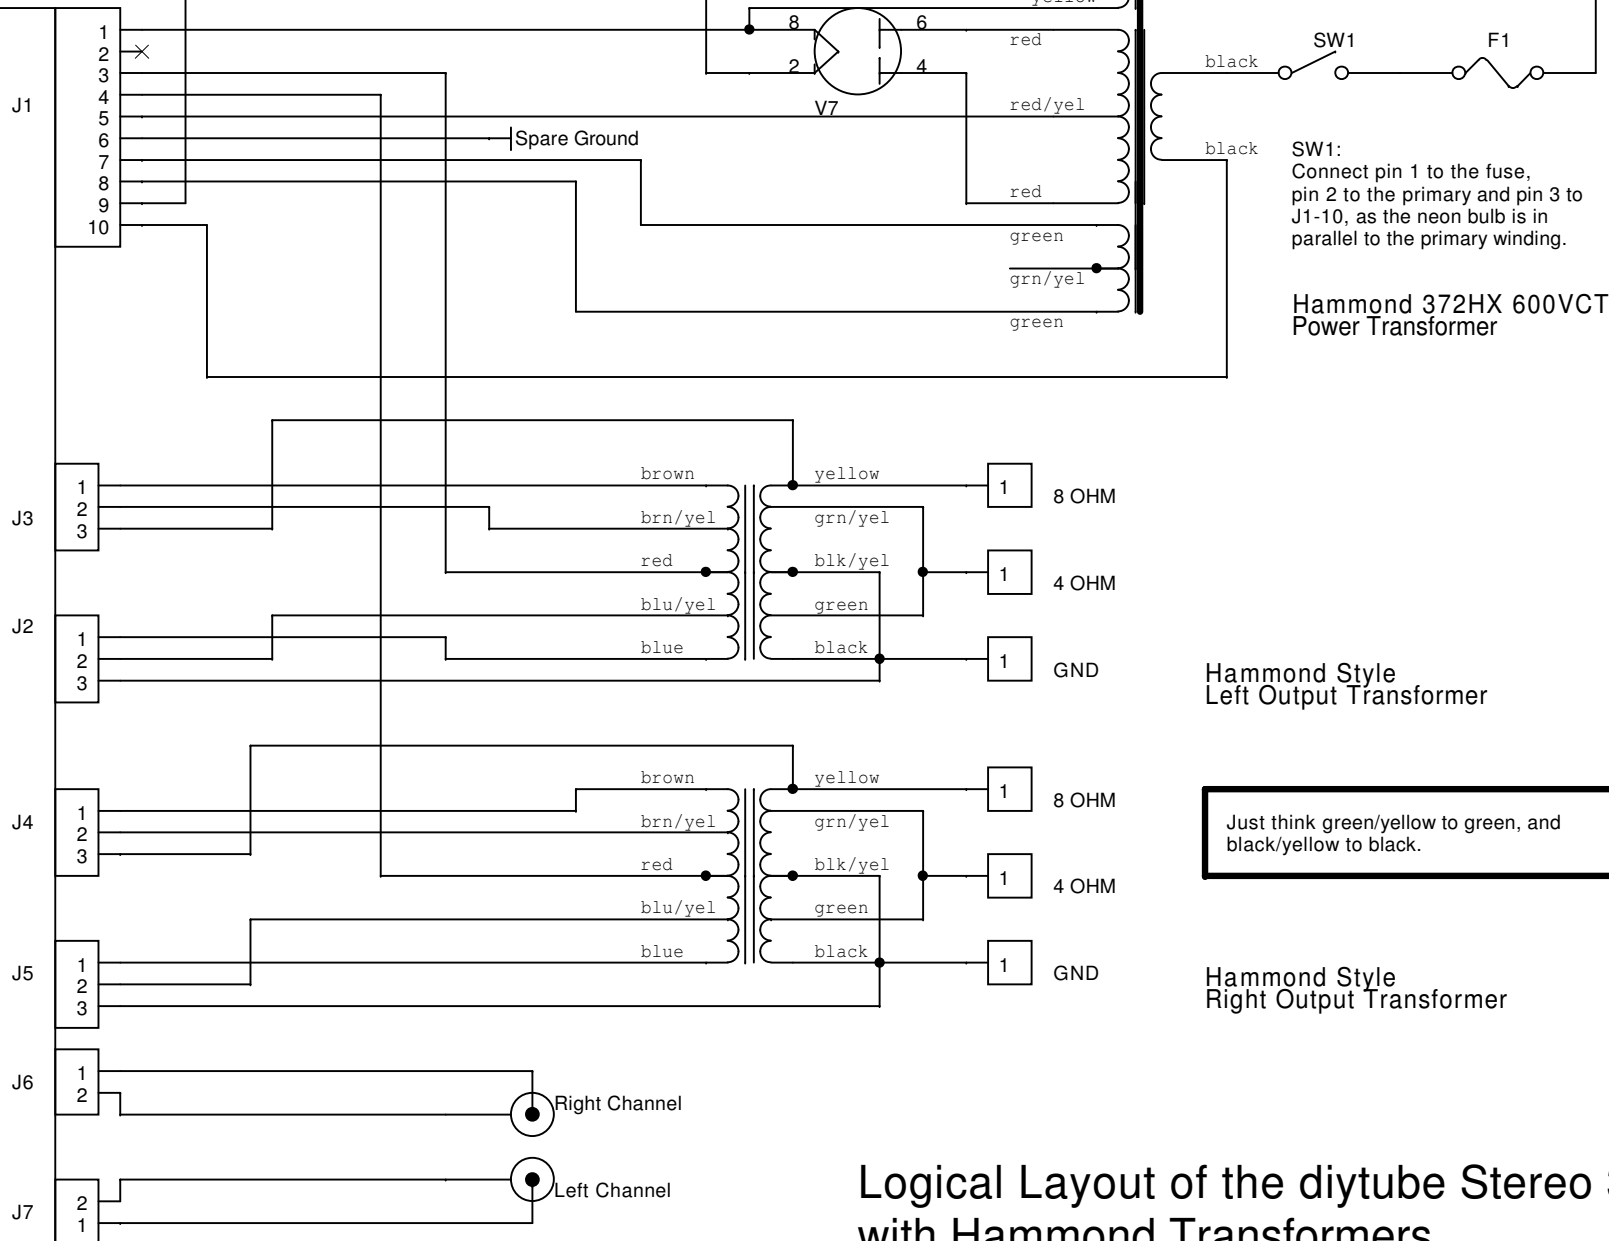 yellow
1
2
3
4
5
6
7
8
9
10
J1
8
6
2
4
V7
red
red/yel
red
green
grn/yel
green
Spare Ground
black
black
SW1
F1
SW1:
Connect pin 1 to the fuse,
pin 2 to the primary and pin 3 to
J1-10, as the neon bulb is in
parallel to the primary winding.
Hammond 372HX 600VCT
Power Transformer
J3
1
2
3
brown
brn/yel
red
blu/yel
blue
yellow
grn/yel
blk/yel
green
black
1
8 OHM
1
4 OHM
1
GND
J2
1
2
3
Hammond Style
Left Output Transformer
J4
1
2
3
brown
brn/yel
red
blu/yel
blue
yellow
grn/yel
blk/yel
green
black
1
8 OHM
1
4 OHM
1
GND
Just think green/yellow to green, and
black/yellow to black.
J5
1
2
3
Hammond Style
Right Output Transformer
J6
1
2
Right Channel
J7
2
1
Left Channel
Logical Layout of the diytube Stereo
with Hammond Transformers